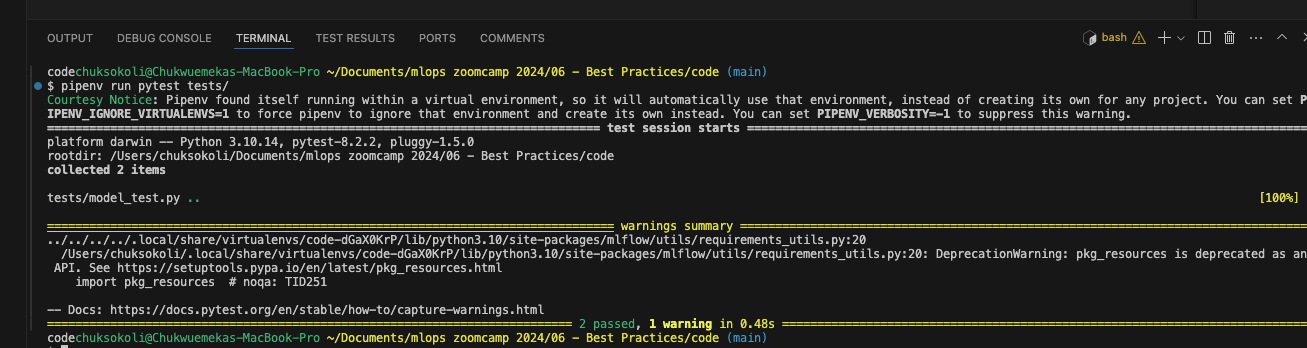 OUTPUT DEBUG CONSOLE TERMINAL TEST RESULTS PORTS COMMENTS bash
codechuksokoli@Chukwuemekas-MacBook-Pro ~/Documents/mlops zoomcamp 2024/06 - Best Practices/code (main)
$ pipenv run pytest tests/
Courtesy Notice: Pipenv found itself running within a virtual environment, so it will automatically use that environment, instead of creating its own for any project. You can set P
IPENV_IGNORE_VIRTUALENVS=1 to force pipenv to ignore that environment and create its own instead. You can set PIPENV_VERBOSITY=-1 to suppress this warning.
test session starts
platform darwin -- Python 3.10.14, pytest-8.2.2, pluggy-1.5.0
rootdir: /Users/chuksokoli/Documents/mlops zoomcamp 2024/06 - Best Practices/code
collected 2 items
tests/model_test.py .. [100%]
warnings summary
../../../../.local/share/virtualenvs/code-dGaX0KrP/lib/python3.10/site-packages/mlflow/utils/requirements_utils.py:20
/Users/chuksokoli/.local/share/virtualenvs/code-dGaX0KrP/lib/python3.10/site-packages/mlflow/utils/requirements_utils.py:20: DeprecationWarning: pkg_resources is deprecated as an
API. See https://setuptools.pypa.io/en/latest/pkg_resources.html
import pkg_resources # noqa: TID251
-- Docs: https://docs.pytest.org/en/stable/how-to/capture-warnings.html
2 passed, 1 warning in 0.48s
codechuksokoli@Chukwuemekas-MacBook-Pro ~/Documents/mlops zoomcamp 2024/06 - Best Practices/code (main)